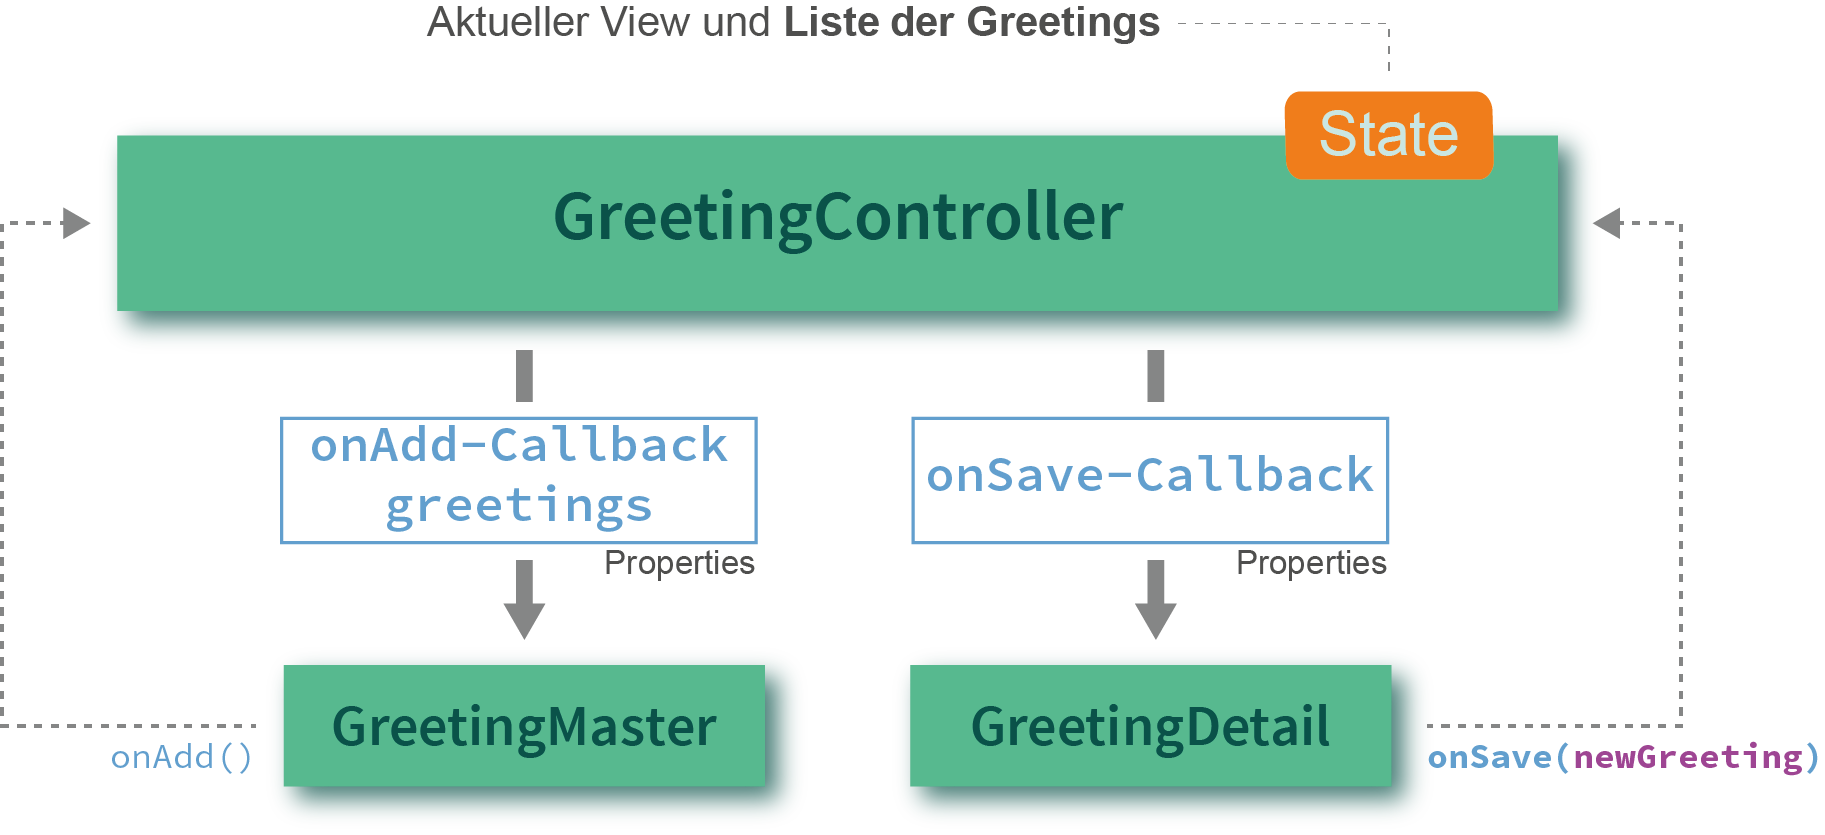 Aktueller View und Liste der Greetings
State
GreetingController
onAdd-Callback
greetings
Properties
onSave-Callback
Properties
GreetingMaster
GreetingDetail
onAdd()
onSave(newGreeting)